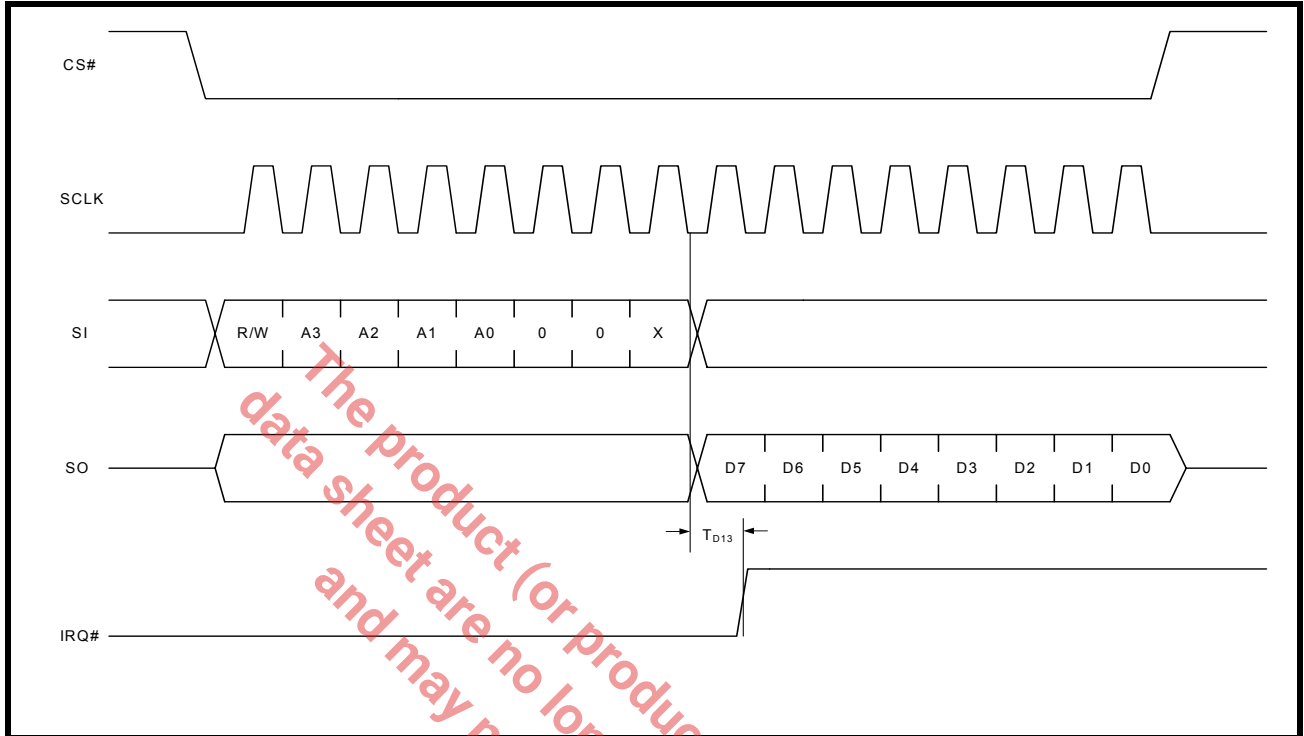 CS#
SCLK
SI
R/W A3 A2 A1 A0 0 0 X
SO
D7 D6 D5 D4 D3 D2 D1 D0
TD13
IRQ#
The product (or produc
data sheet are no lon
and may